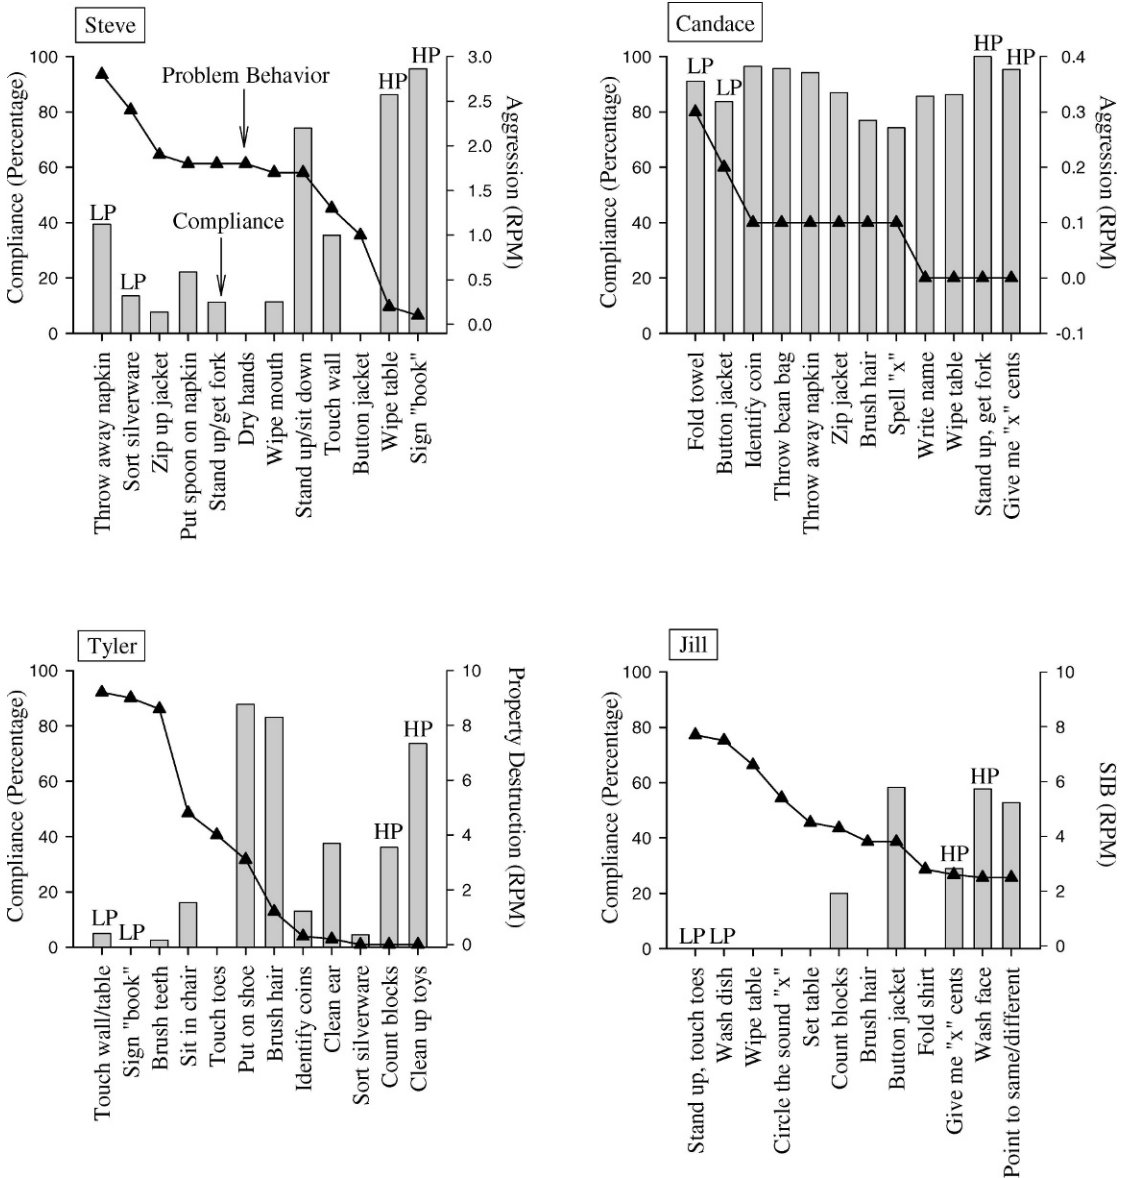 Steve
Compliance (Percentage)
100
80
60
40
20
0
Problem Behavior
Compliance
LP
LP
HP
HP
3.0
2.5
2.0
1.5
1.0
0.5
0.0
Aggression (RPM)
Throw away napkin
Sort silverware
Zip up jacket
Put spoon on napkin
Stand up/get fork
Dry hands
Wipe mouth
Stand up/sit down
Touch wall
Button jacket
Wipe table
Sign "book"
Candace
Compliance (Percentage)
100
80
60
40
20
0
LP
LP
HP
HP
0.4
0.3
0.2
0.1
0.0
-0.1
Aggression (RPM)
Fold towel
Button jacket
Identify coin
Throw bean bag
Throw away napkin
Zip jacket
Brush hair
Spell "x"
Write name
Wipe table
Stand up, get fork
Give me "x" cents
Tyler
Compliance (Percentage)
100
80
60
40
20
0
LP
LP
HP
HP
10
8
6
4
2
0
Property Destruction (RPM)
Touch wall/table
Sign "book"
Brush teeth
Sit in chair
Touch toes
Put on shoe
Brush hair
Identify coins
Clean ear
Sort silverware
Count blocks
Clean up toys
Jill
Compliance (Percentage)
100
80
60
40
20
0
LP
LP
HP
HP
10
8
6
4
2
0
SIB (RPM)
Stand up, touch toes
Wash dish
Wipe table
Circle the sound "x"
Set table
Count blocks
Brush hair
Button jacket
Fold shirt
Give me "x" cents
Wash face
Point to same/different